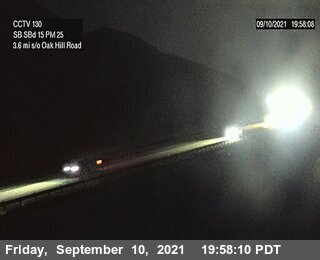 CCTV 130
09/10/2021 19:58:08
SB SBd 15 PM 25
3.6 mi s/o Oak Hill Road
Friday, September 10, 2021 19:58:10 PDT